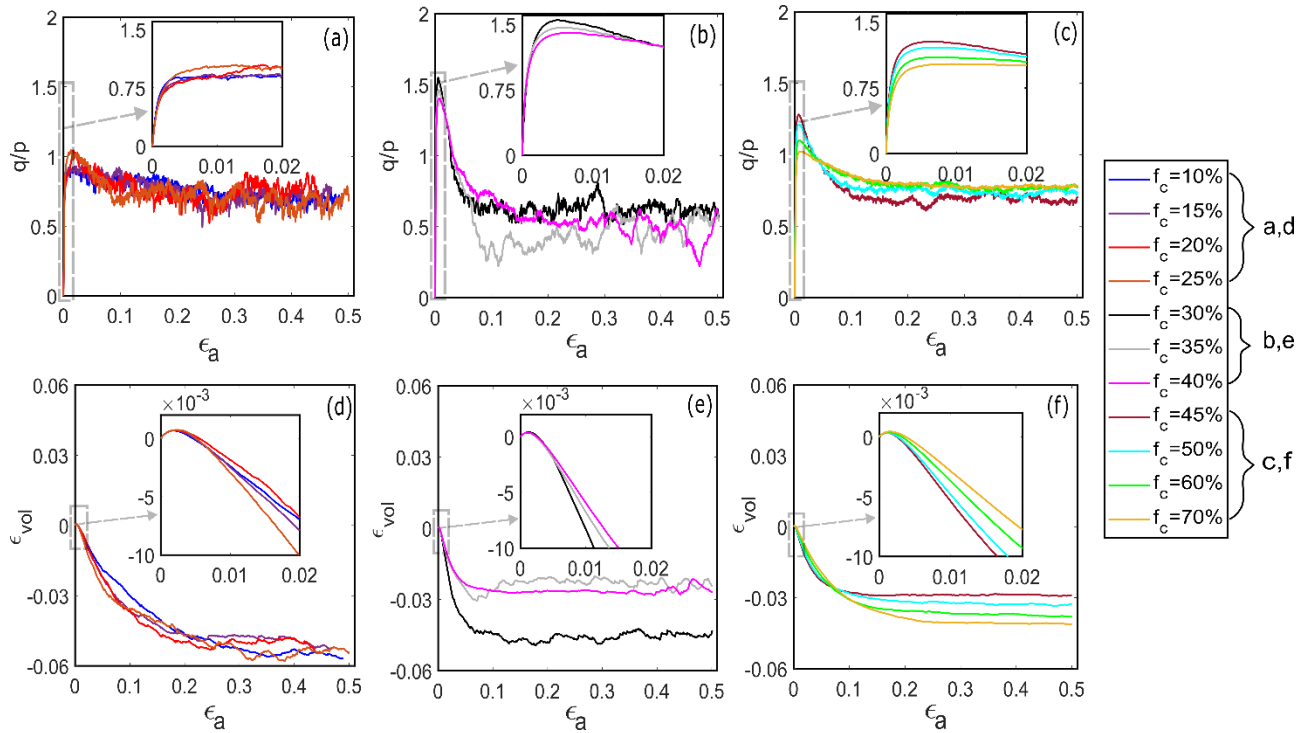 (a)
2
1.5
1
0.5
0
q/p
1.5
0.75
0
0 0.01 0.02
0 0.1 0.2 0.3 0.4 0.5
ϵa
(b)
2
1.5
1
0.5
0
q/p
1.5
0.75
0
0 0.01 0.02
0 0.1 0.2 0.3 0.4 0.5
ϵa
(c)
2
1.5
1
0.5
0
q/p
1.5
0.75
0
0 0.01 0.02
0 0.1 0.2 0.3 0.4 0.5
ϵa
(d)
0.06
0.03
0
-0.03
-0.06
ϵvol
×10-3
0
-5
-10
0 0.01 0.02
0 0.1 0.2 0.3 0.4 0.5
ϵa
(e)
0.06
0.03
0
-0.03
-0.06
ϵvol
×10-3
0
-5
-10
0 0.01 0.02
0 0.1 0.2 0.3 0.4 0.5
ϵa
(f)
0.06
0.03
0
-0.03
-0.06
ϵvol
×10-3
0
-5
-10
0 0.01 0.02
0 0.1 0.2 0.3 0.4 0.5
ϵa
fc=10%
fc=15%
fc=20%
fc=25%
a,d
fc=30%
fc=35%
fc=40%
b,e
fc=45%
fc=50%
fc=60%
fc=70%
c,f